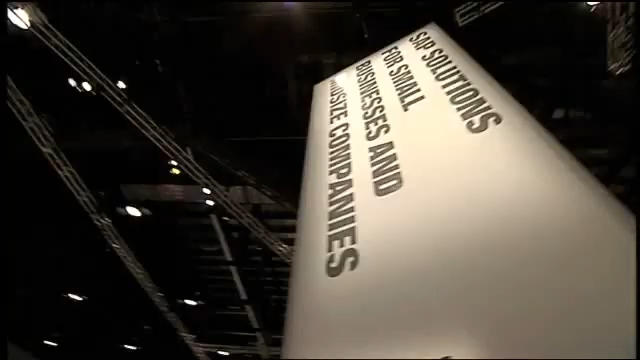 SAP SOLUTIONS
FOR SMALL
BUSINESSES AND
MIDSIZE COMPANIES